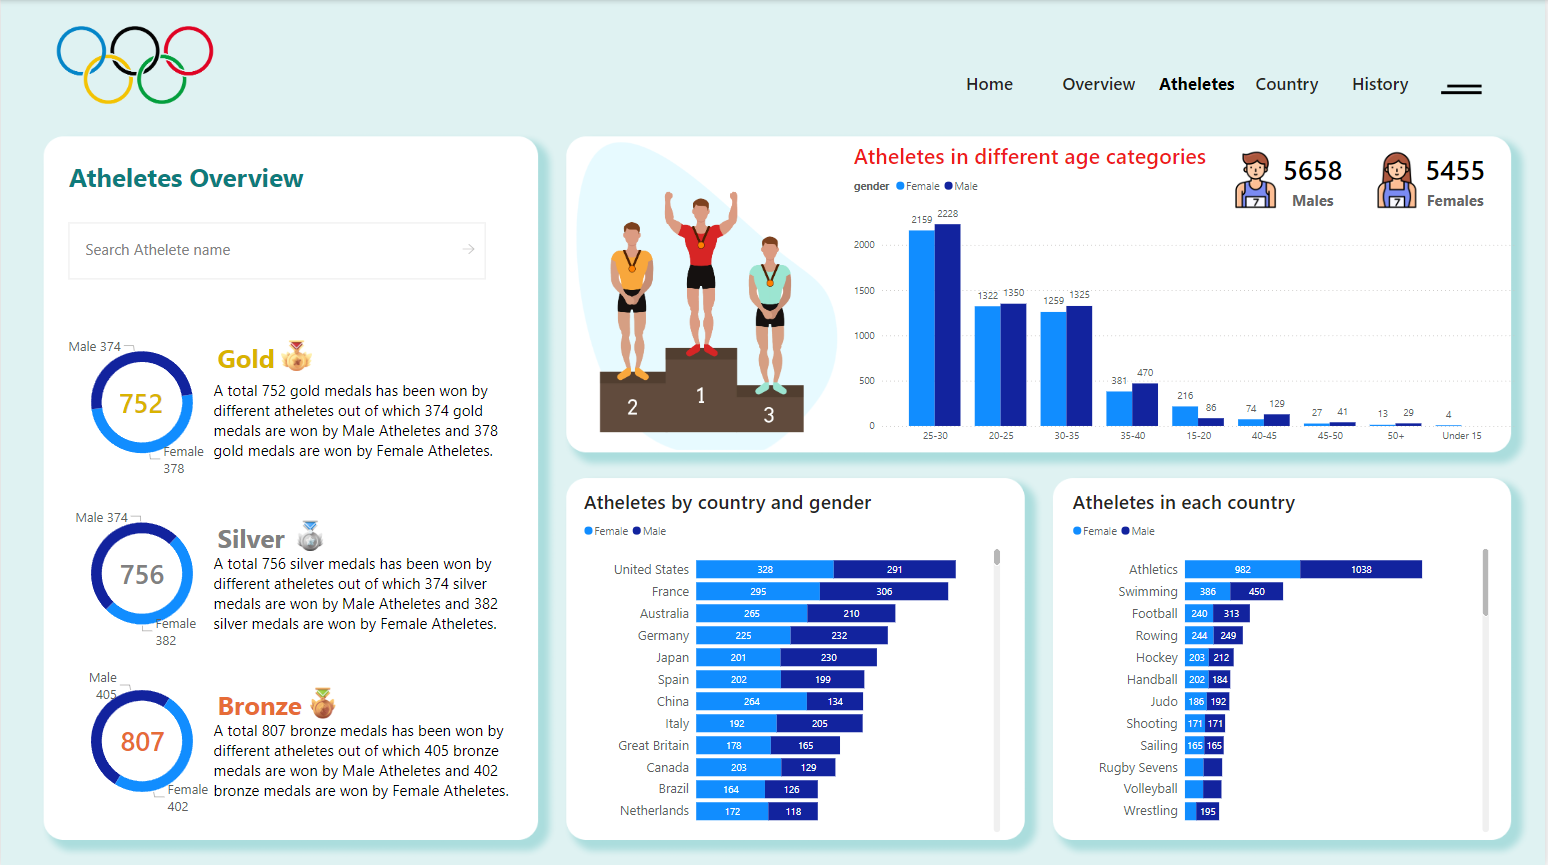 Home Overview Atheletes Country History
Atheletes Overview
Search Athelete name
Male 374
752
Female
378
Gold
A total 752 gold medals has been won by
different atheletes out of which 374 gold
medals are won by Male Atheletes and 378
gold medals are won by Female Atheletes.
Male 374
756
Female
382
Silver
A total 756 silver medals has been won by
different atheletes out of which 374 silver
medals are won by Male Atheletes and 382
silver medals are won by Female Atheletes.
Male
405
807
Female
402
Bronze
A total 807 bronze medals has been won by
different atheletes out of which 405 bronze
medals are won by Male Atheletes and 402
bronze medals are won by Female Atheletes.
2 1 3
Atheletes in different age categories
gender Female Male
7 5658
Males
7 5455
Females
2000
1500
1000
500
0
2159 2228
1322 1350
1259 1325
381 470
216 86
74 129
27 41
13 29
4
25-30 20-25 30-35 35-40 15-20 40-45 45-50 50+ Under 15
Atheletes by country and gender
Female Male
United States 328 291
France 295 306
Australia 265 210
Germany 225 232
Japan 201 230
Spain 202 199
China 264 134
Italy 192 205
Great Britain 178 165
Canada 203 129
Brazil 164 126
Netherlands 172 118
Atheletes in each country
Female Male
Athletics 982 1038
Swimming 386 450
Football 240 313
Rowing 244 249
Hockey 203 212
Handball 202 184
Judo 186 192
Shooting 171 171
Sailing 165 165
Rugby Sevens
Volleyball
Wrestling 195